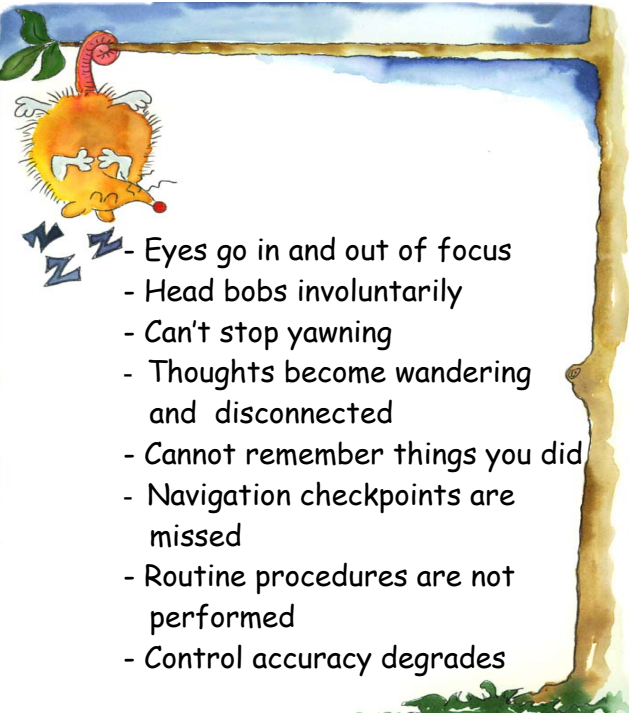 Z Z
Z
- Eyes go in and out of focus
- Head bobs involuntarily
- Can't stop yawning
- Thoughts become wandering
and disconnected
- Cannot remember things you did
- Navigation checkpoints are
missed
- Routine procedures are not
performed
- Control accuracy degrades